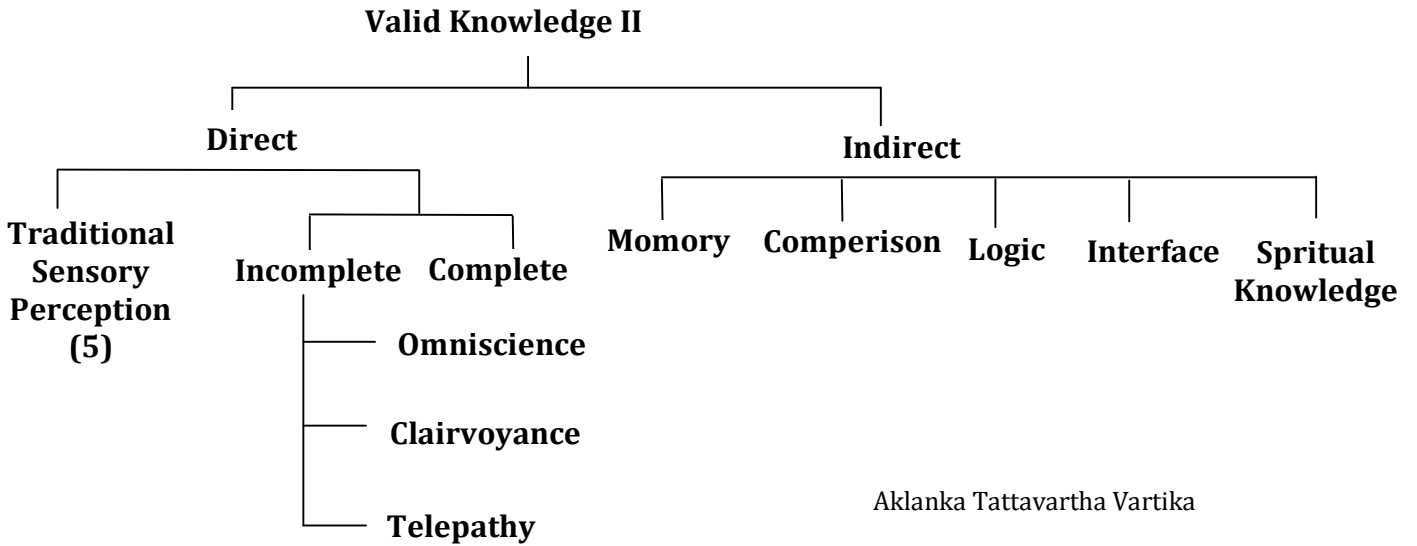 Valid Knowledge II
Direct
Indirect
Traditional
Sensory
Perception
(5)
Incomplete
Complete
Momory
Comperison
Logic
Interface
Spritual
Knowledge
Omniscience
Clairvoyance
Telepathy
Aklanka Tattavartha Vartika